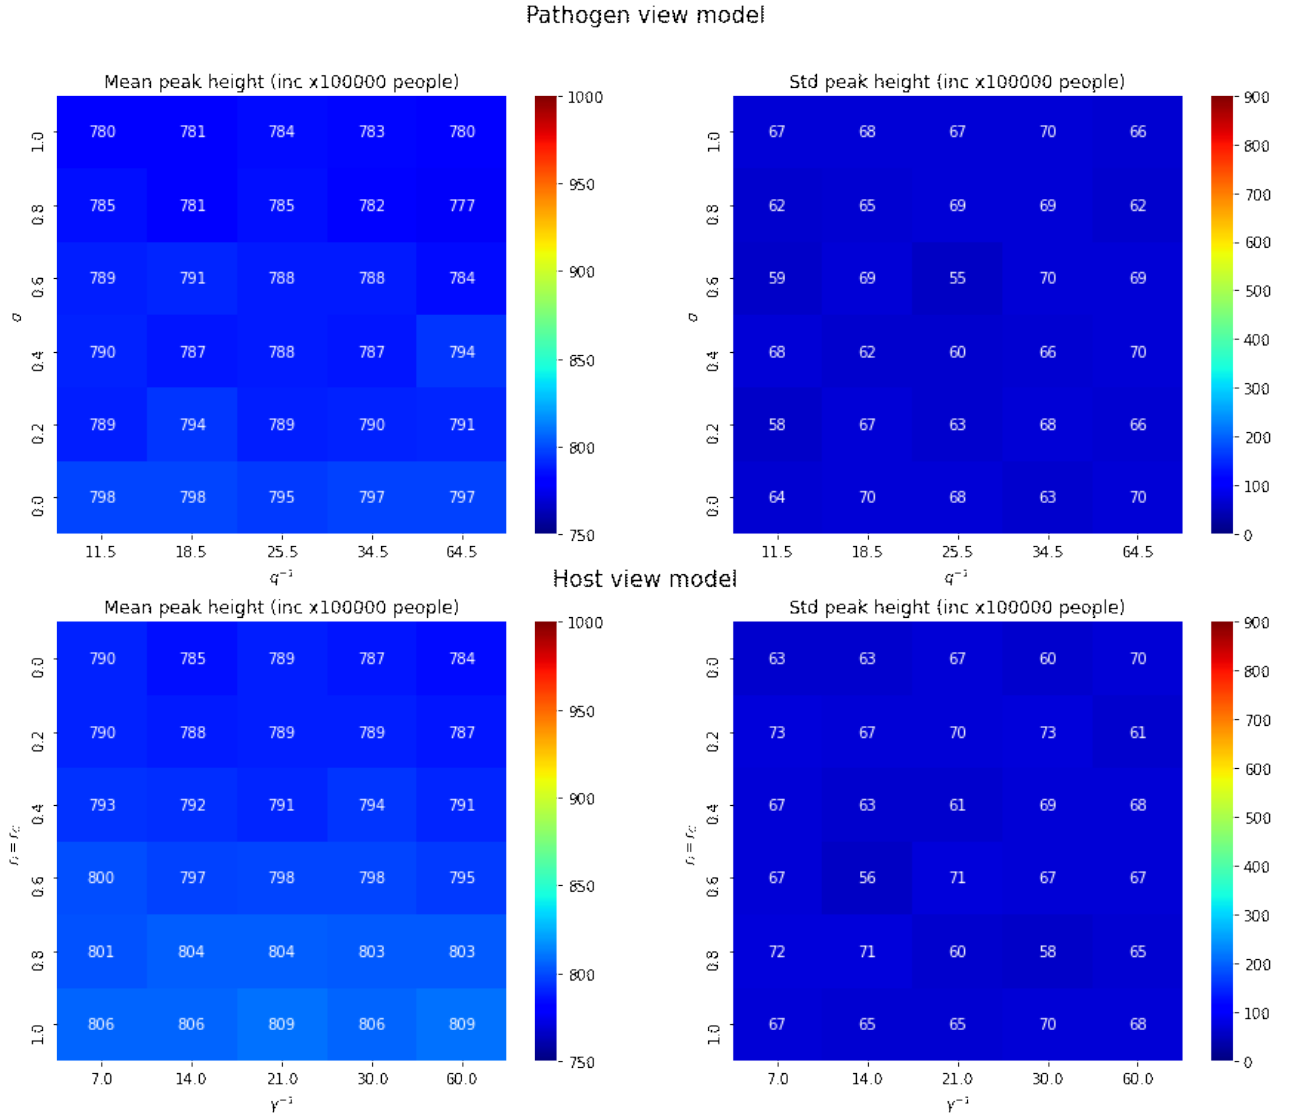 Pathogen view model
Mean peak height (inc x100000 people)
Std peak height (inc x100000 people)
1.0 780 781 784 783 780
0.8 785 781 785 782 777
0.6 789 791 788 788 784
0.4 790 787 788 787 794
0.2 789 794 789 790 791
0.0 798 798 795 797 797
11.5 18.5 25.5 34.5 64.5
q⁻¹
σ
1000
950
900
850
800
750
1.0 67 68 67 70 66
0.8 62 65 69 69 62
0.6 59 69 55 70 69
0.4 68 62 60 66 70
0.2 58 67 63 68 66
0.0 64 70 68 63 70
11.5 18.5 25.5 34.5 64.5
q⁻¹
σ
900
800
700
600
500
400
300
200
100
0
Host view model
Mean peak height (inc x100000 people)
Std peak height (inc x100000 people)
0.0 790 785 789 787 784
0.2 790 788 789 789 787
0.4 793 792 791 794 791
0.6 800 797 798 798 795
0.8 801 804 804 803 803
1.0 806 806 809 806 809
7.0 14.0 21.0 30.0 60.0
γ⁻¹
1000
950
900
850
800
750
0.0 63 63 67 60 70
0.2 73 67 70 73 61
0.4 67 63 61 69 68
0.6 67 56 71 67 67
0.8 72 71 60 58 65
1.0 67 65 65 70 68
7.0 14.0 21.0 30.0 60.0
γ⁻¹
900
800
700
600
500
400
300
200
100
0